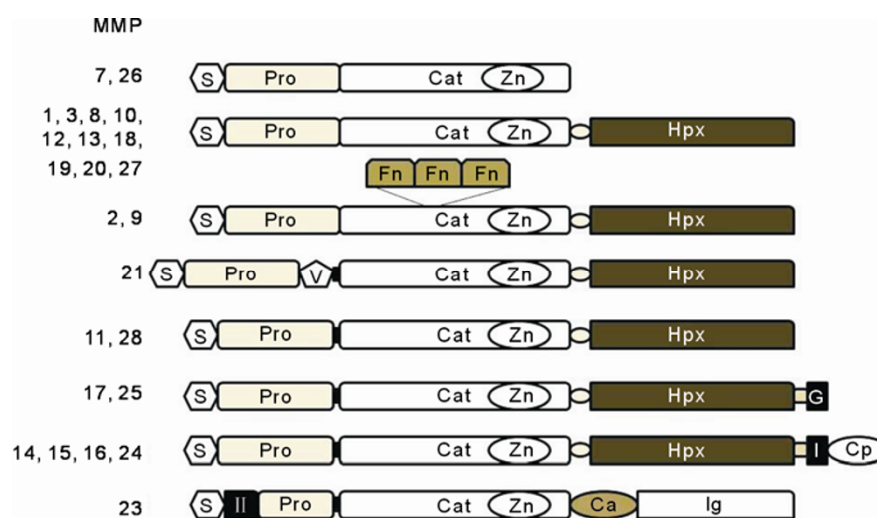 MMP
7, 26 S Pro Cat Zn
1, 3, 8, 10,
12, 13, 18, S Pro Cat Zn Hpx
19, 20, 27 Fn Fn Fn
2, 9 S Pro Cat Zn Hpx
21 S Pro V Cat Zn Hpx
11, 28 S Pro Cat Zn Hpx
17, 25 S Pro Cat Zn Hpx G
14, 15, 16, 24 S Pro Cat Zn Hpx I Cp
23 S II Pro Cat Zn Ca Ig